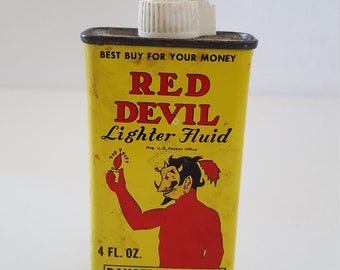 BEST BUY FOR YOUR MONEY
RED
DEVIL
Lighter Fluid
Reg. U.S. Patent Office
4 FL. OZ.